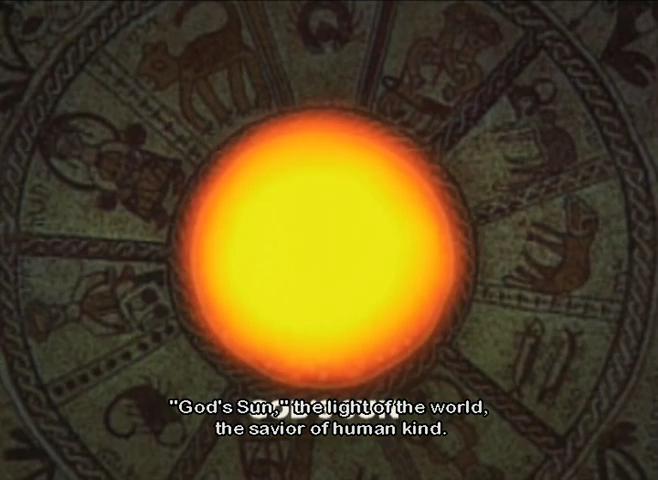 "God's Sun," the light of the world,
the savior of human kind.